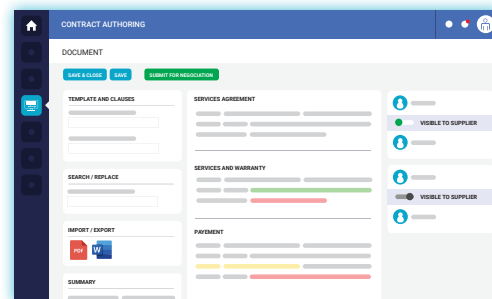 CONTRACT AUTHORING
DOCUMENT
SAVE & CLOSE
SAVE
SUBMIT FOR NEGOCIATION
TEMPLATE AND CLAUSES
SEARCH / REPLACE
IMPORT / EXPORT
PDF
W
SUMMARY
SERVICES AGREEMENT
SERVICES AND WARRANTY
PAYEMENT
VISIBLE TO SUPPLIER
VISIBLE TO SUPPLIER